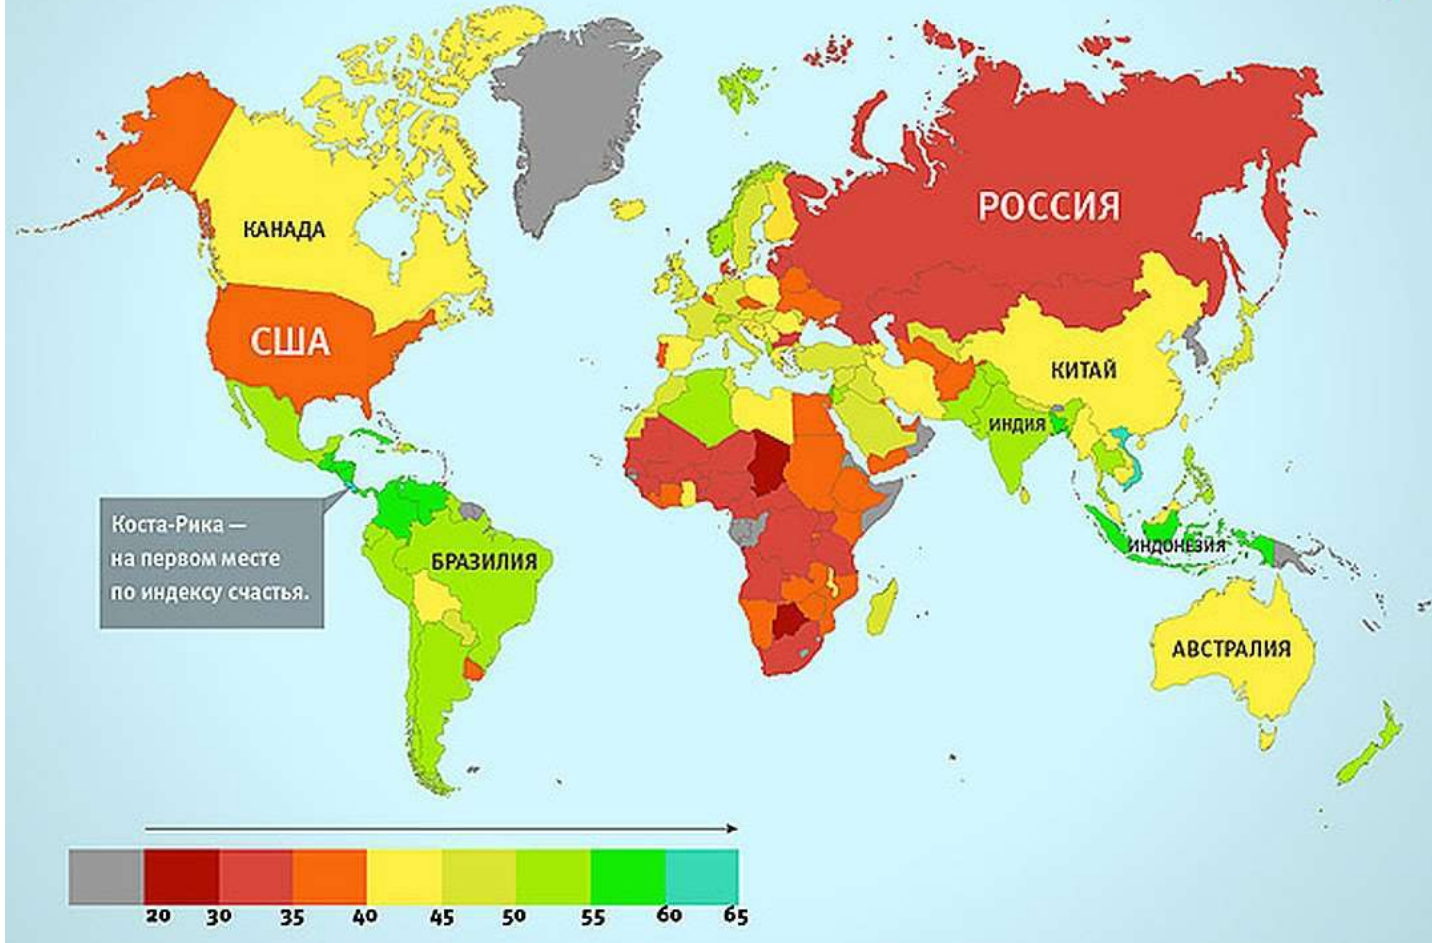 РОССИЯ
КАНАДА
США
КИТАЙ
ИНДИЯ
Коста-Рика —
на первом месте
по индексу счастья.
БРАЗИЛИЯ
ИНДОНЕЗИЯ
АВСТРАЛИЯ
20 30 35 40 45 50 55 60 65